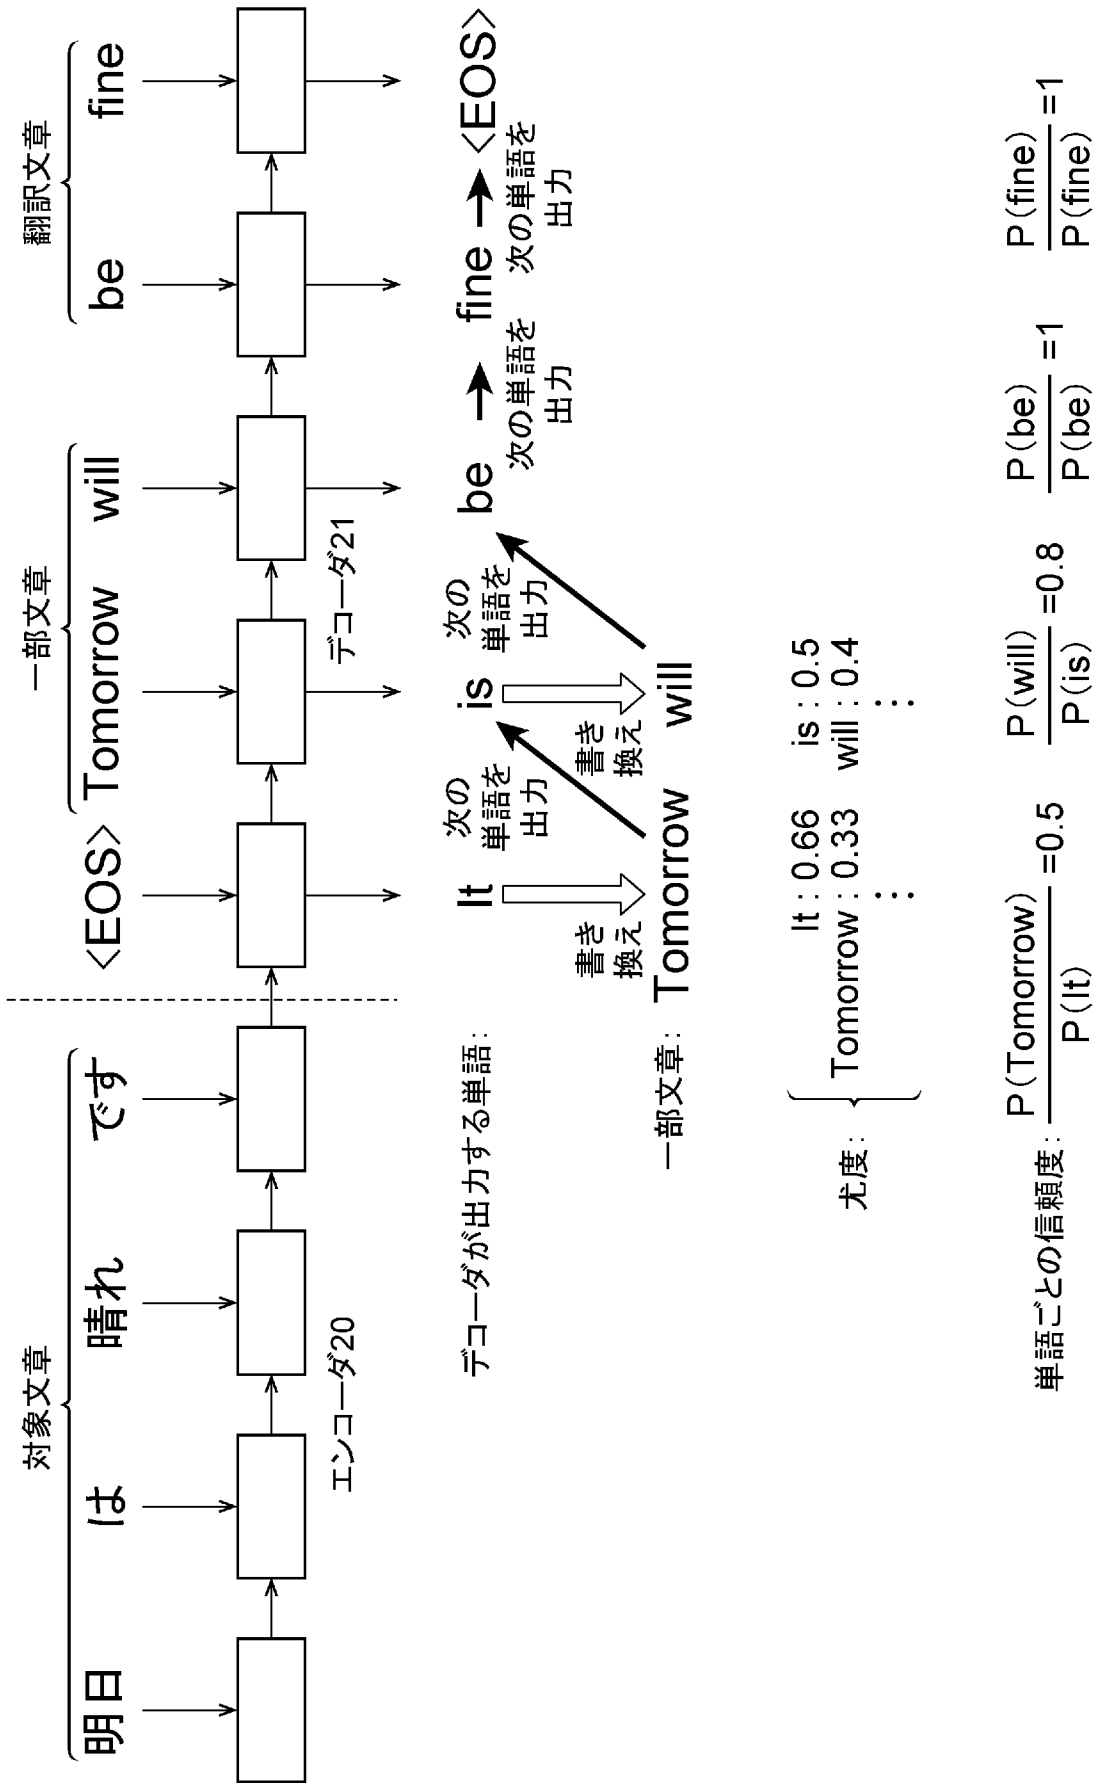 対象文章
一部文章
翻訳文章
明日
は
晴れ
です
<EOS>
Tomorrow
will
be
fine
エンコーダ20
デコーダ21
デコーダが出力する単語:
It
次の
単語を
出力
is
次の
単語を
出力
be
次の単語を
出力
fine
次の単語を
出力
<EOS>
書き
換え
書き
換え
一部文章:
Tomorrow
will
尤度:
It : 0.66
Tomorrow : 0.33
⋮
is : 0.5
will : 0.4
⋮
単語ごとの信頼度:
P(Tomorrow)
P(It)
=0.5
P(will)
P(is)
=0.8
P(be)
P(be)
=1
P(fine)
P(fine)
=1